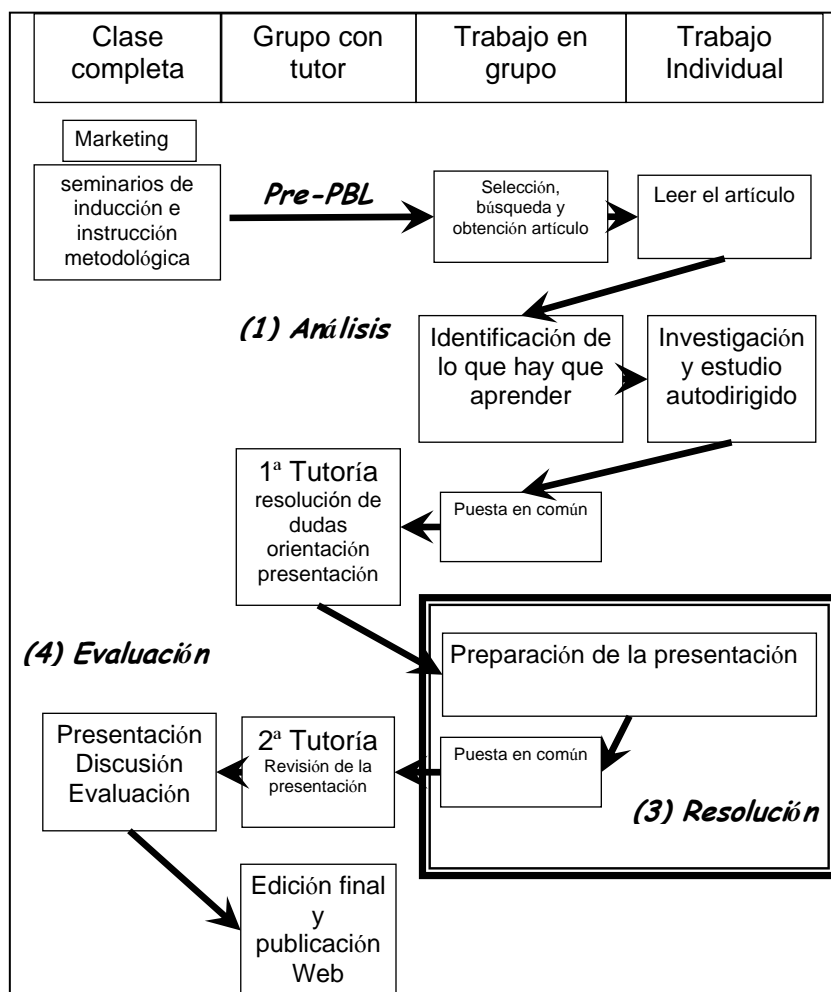 Clase
completa
Grupo con
tutor
Trabajo en
grupo
Trabajo
Individual
Marketing
seminarios de
inducción e
instrucción
metodológica
Pre-PBL
Selección,
búsqueda y
obtención artículo
Leer el artículo
(1) Análisis
Identificación de
lo que hay que
aprender
Investigación
y estudio
autodirigido
1ª Tutoría
resolución de
dudas
orientación
presentación
Puesta en común
(4) Evaluación
Preparación de la presentación
Presentación
Discusión
Evaluación
2ª Tutoría
Revisión de la
presentación
Puesta en común
(3) Resolución
Edición final
y
publicación
Web